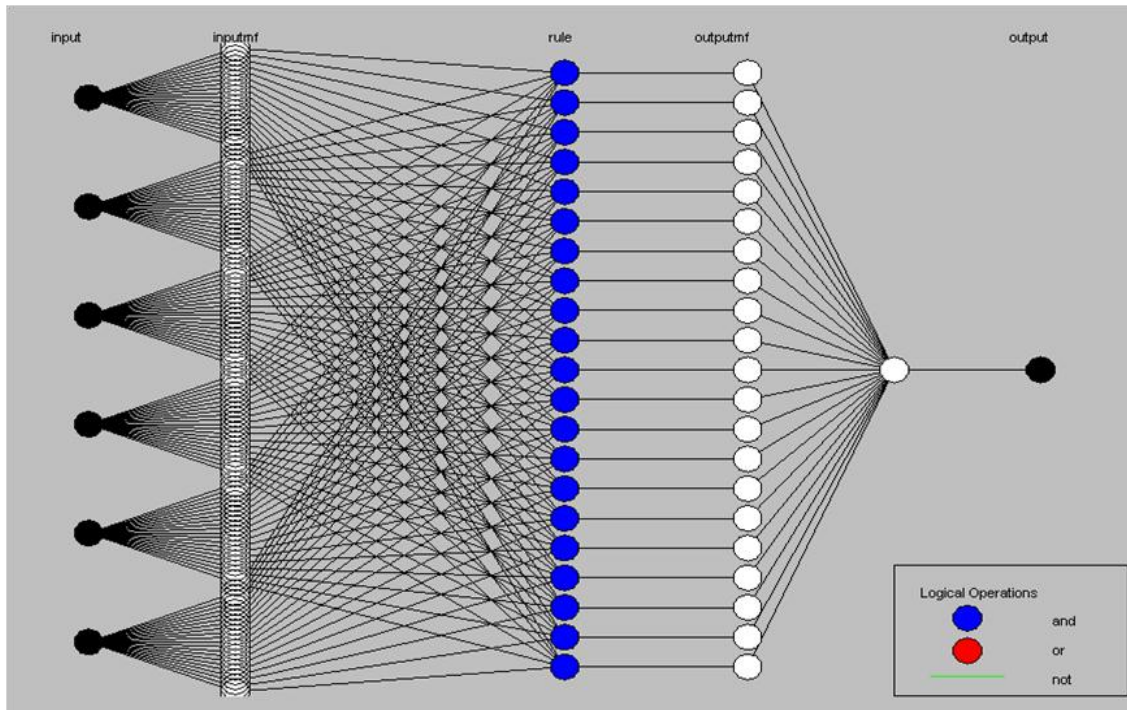 input inputmf rule outputmf output
Logical Operations
and
or
not